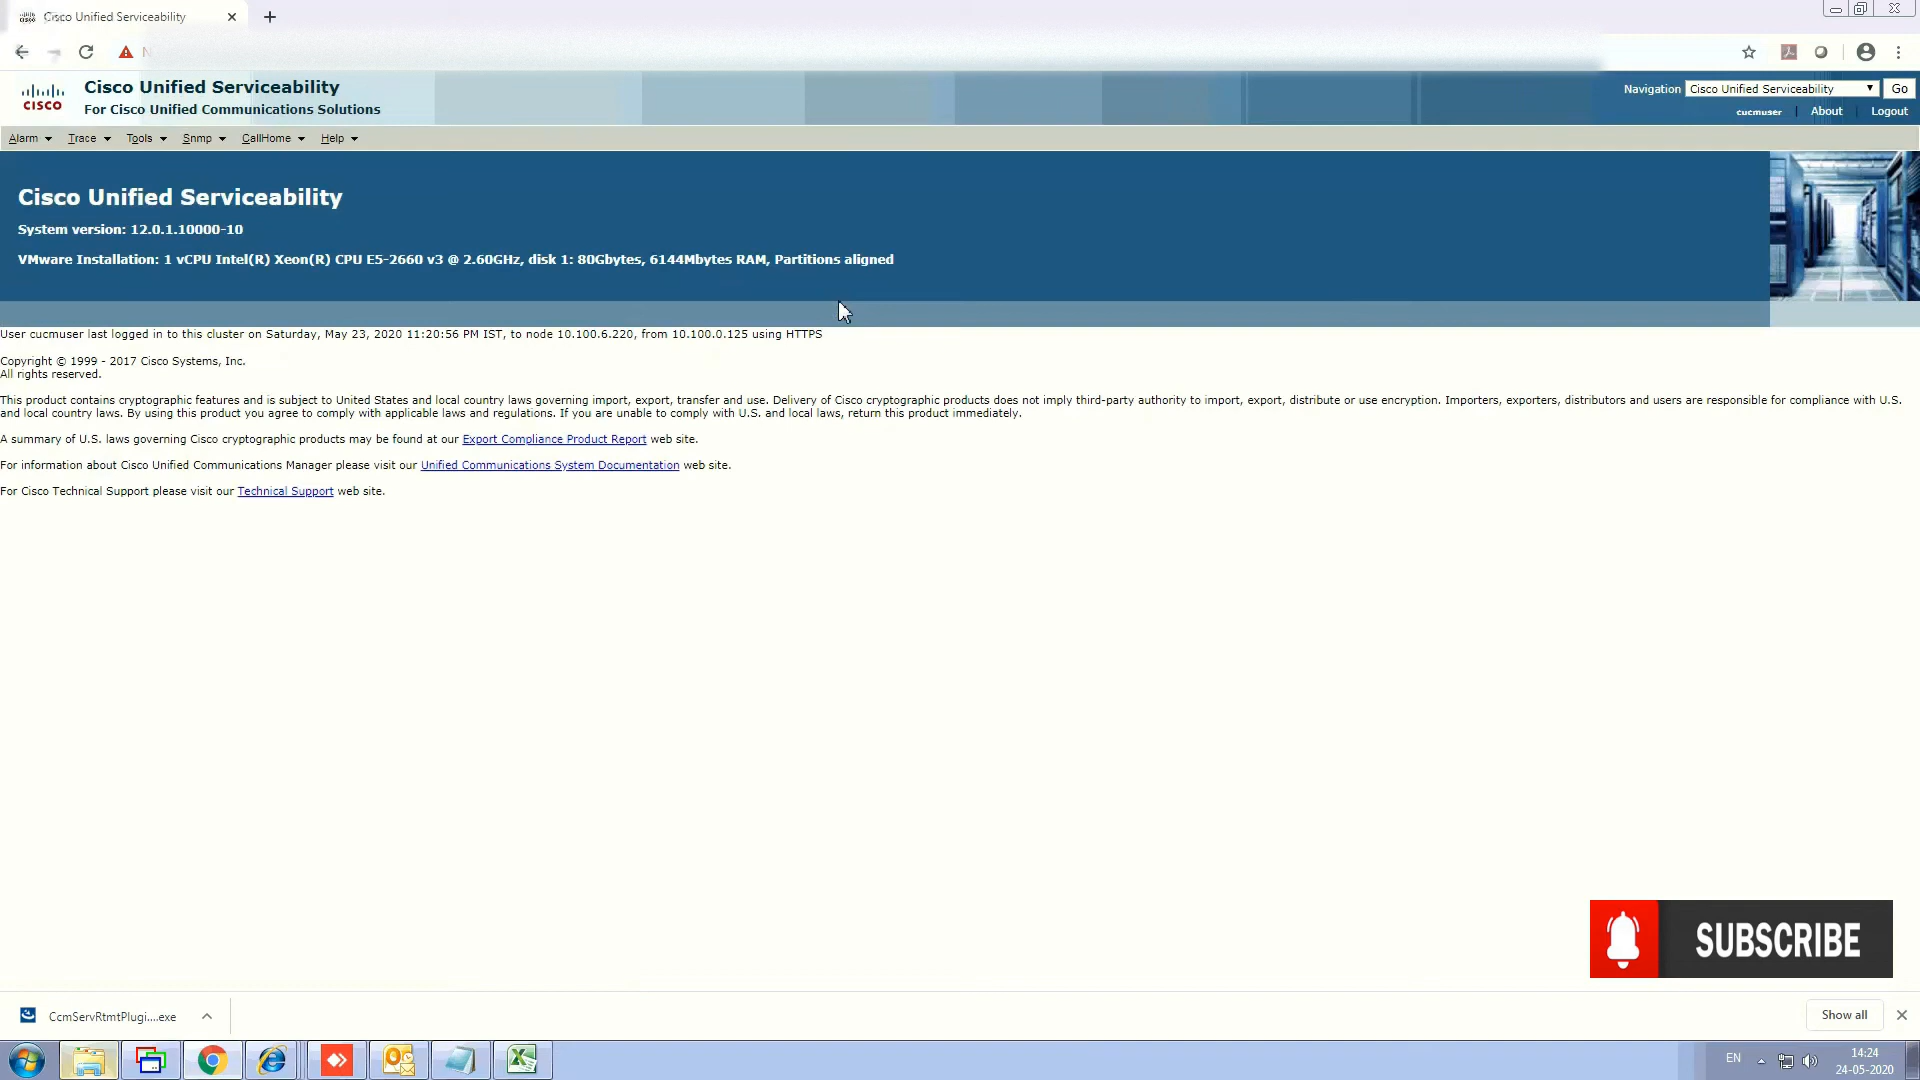 Cisco Unified Serviceability
Cisco Unified Serviceability
For Cisco Unified Communications Solutions
CISCO
Navigation Cisco Unified Serviceability Go
cucmuser | About | Logout
Alarm Trace Tools Snmp CallHome Help
Cisco Unified Serviceability
System version: 12.0.1.10000-10
VMware Installation: 1 vCPU Intel(R) Xeon(R) CPU E5-2660 v3 @ 2.60GHz, disk 1: 80Gbytes, 6144Mbytes RAM, Partitions aligned
User cucmuser last logged in to this cluster on Saturday, May 23, 2020 11:20:56 PM IST, to node 10.100.6.220, from 10.100.0.125 using HTTPS
Copyright © 1999 - 2017 Cisco Systems, Inc.
All rights reserved.
This product contains cryptographic features and is subject to United States and local country laws governing import, export, transfer and use. Delivery of Cisco cryptographic products does not imply third-party authority to import, export, distribute or use encryption. Importers, exporters, distributors and users are responsible for compliance with U.S.
and local country laws. By using this product you agree to comply with applicable laws and regulations. If you are unable to comply with U.S. and local laws, return this product immediately.
A summary of U.S. laws governing Cisco cryptographic products may be found at our Export Compliance Product Report web site.
For information about Cisco Unified Communications Manager please visit our Unified Communications System Documentation web site.
For Cisco Technical Support please visit our Technical Support web site.
SUBSCRIBE
CcmServRtmtPlugi....exe
Show all
EN
14:24
24-05-2020